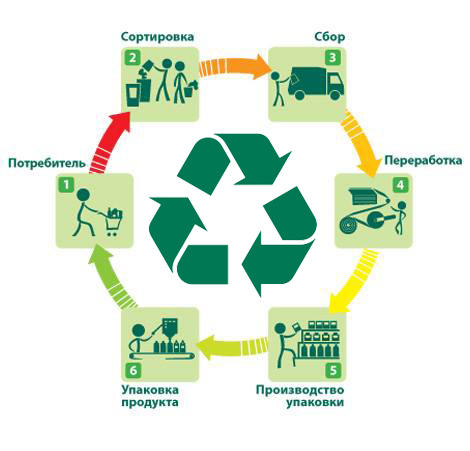 Потребитель
1
Сортировка
2
Сбор
3
Переработка
4
5
Производство
упаковки
6
Упаковка
продукта